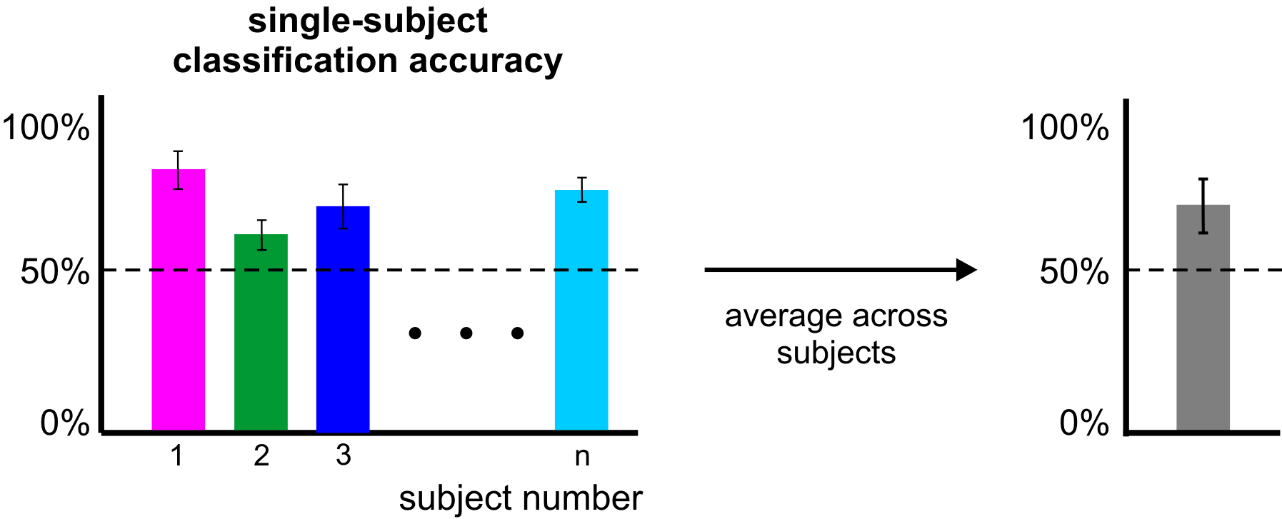 single-subject
classification accuracy
100%
50%
0%
1 2 3 n
subject number
average across
subjects
100%
50%
0%